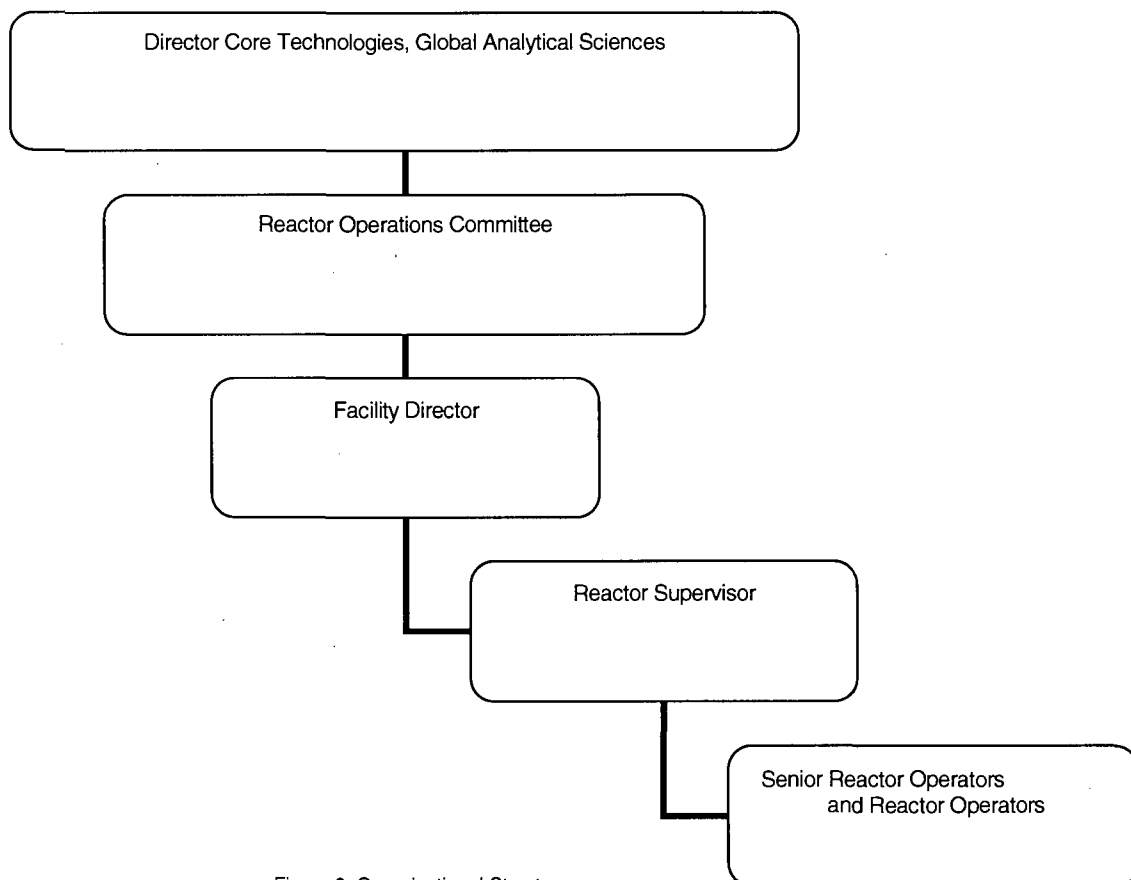 Director Core Technologies, Global Analytical Sciences
Reactor Operations Committee
Facility Director
Reactor Supervisor
Senior Reactor Operators
and Reactor Operators